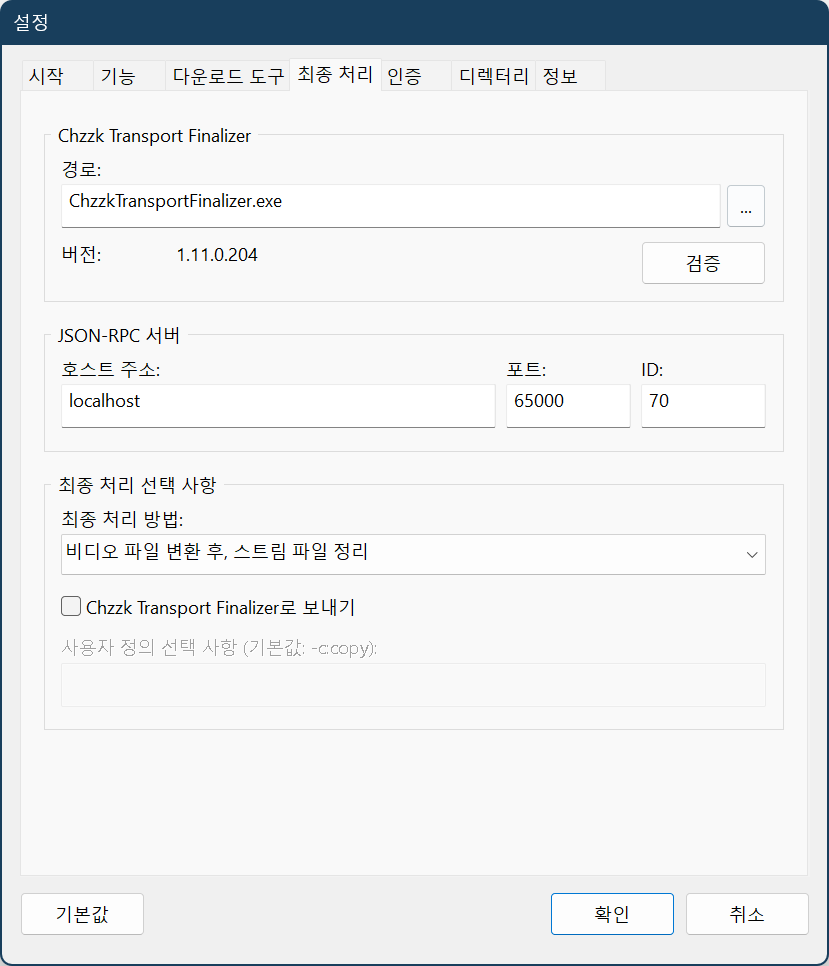 설정
시작 기능 다운로드 도구 최종 처리 인증 디렉터리 정보
Chzzk Transport Finalizer
경로:
ChzzkTransportFinalizer.exe ...
버전: 1.11.0.204 검증
JSON-RPC 서버
호스트 주소: 포트: ID:
localhost 65000 70
최종 처리 선택 사항
최종 처리 방법:
비디오 파일 변환 후, 스트림 파일 정리
Chzzk Transport Finalizer로 보내기
사용자 정의 선택 사항 (기본값: -c:copy):
기본값 확인 취소